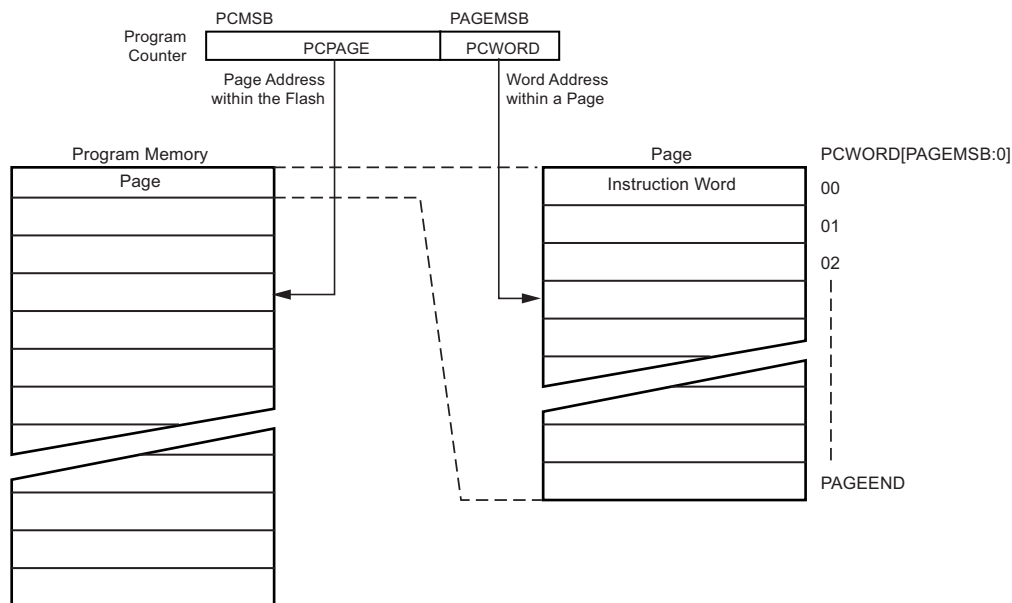 PCMSB PAGEMSB
Program
Counter
PCPAGE PCWORD
Page Address
within the Flash
Word Address
within a Page
Program Memory
Page
Page PCWORD[PAGEMSB:0]
Instruction Word 00
01
02
PAGEEND